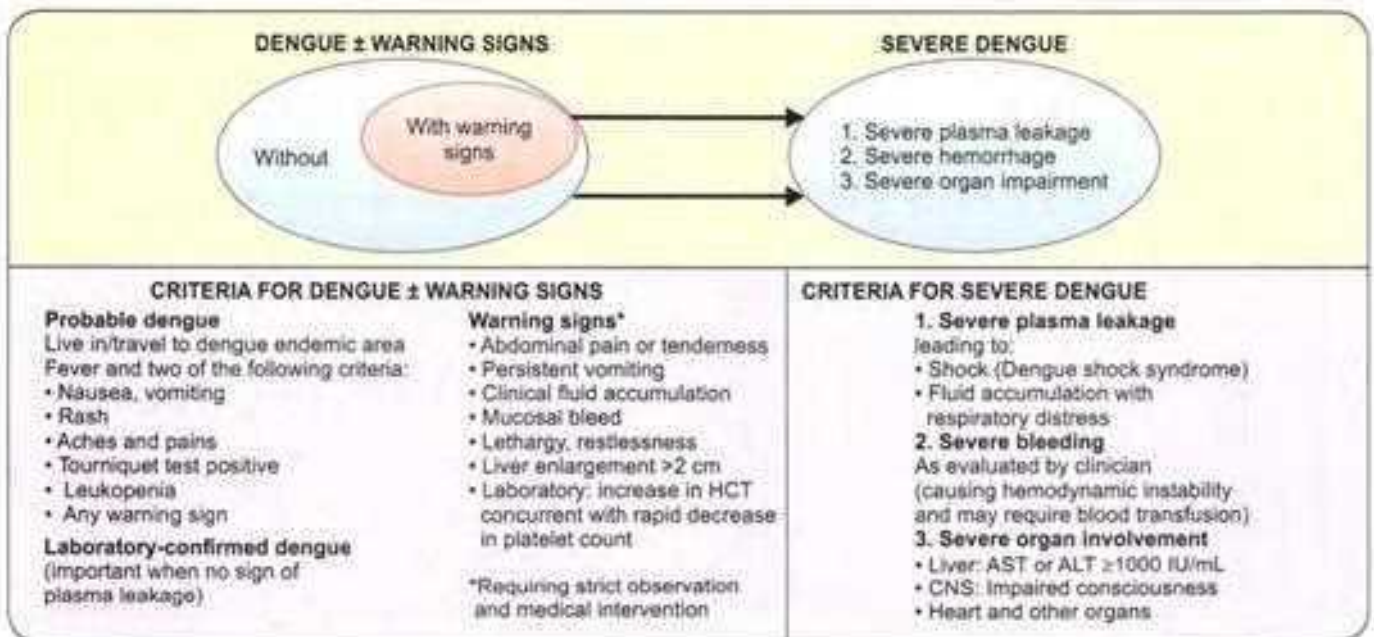 DENGUE ± WARNING SIGNS
Without
With warning
signs
SEVERE DENGUE
1. Severe plasma leakage
2. Severe hemorrhage
3. Severe organ impairment
CRITERIA FOR DENGUE ± WARNING SIGNS
Probable dengue
Live in/travel to dengue endemic area
Fever and two of the following criteria:
• Nausea, vomiting
• Rash
• Aches and pains
• Tourniquet test positive
• Leukopenia
• Any warning sign
Laboratory-confirmed dengue
(important when no sign of
plasma leakage)
Warning signs*
• Abdominal pain or tenderness
• Persistent vomiting
• Clinical fluid accumulation
• Mucosal bleed
• Lethargy, restlessness
• Liver enlargement >2 cm
• Laboratory: increase in HCT
concurrent with rapid decrease
in platelet count
*Requiring strict observation
and medical intervention
CRITERIA FOR SEVERE DENGUE
1. Severe plasma leakage
leading to:
• Shock (Dengue shock syndrome)
• Fluid accumulation with
respiratory distress
2. Severe bleeding
As evaluated by clinician
(causing hemodynamic instability
and may require blood transfusion)
3. Severe organ involvement
• Liver: AST or ALT ≥1000 IU/mL
• CNS: Impaired consciousness
• Heart and other organs